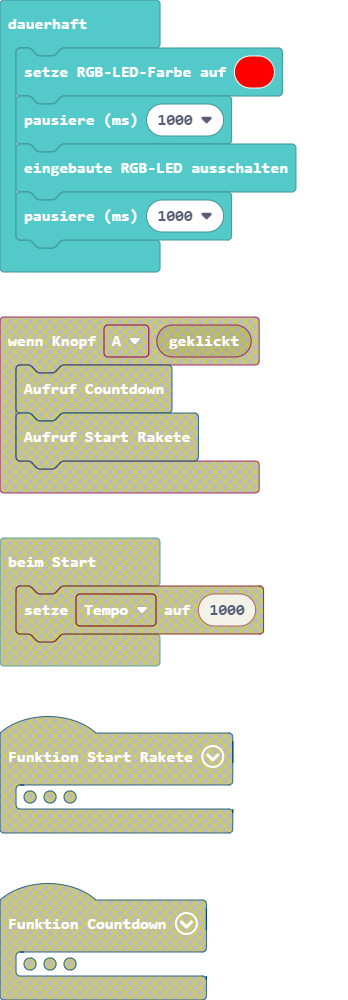 dauerhaft
setze RGB-LED-Farbe auf
pausiere (ms) 1000
eingebaute RGB-LED ausschalten
pausiere (ms) 1000
wenn Knopf A geklickt
Aufruf Countdown
Aufruf Start Rakete
beim Start
setze Tempo auf 1000
Funktion Start Rakete
Funktion Countdown